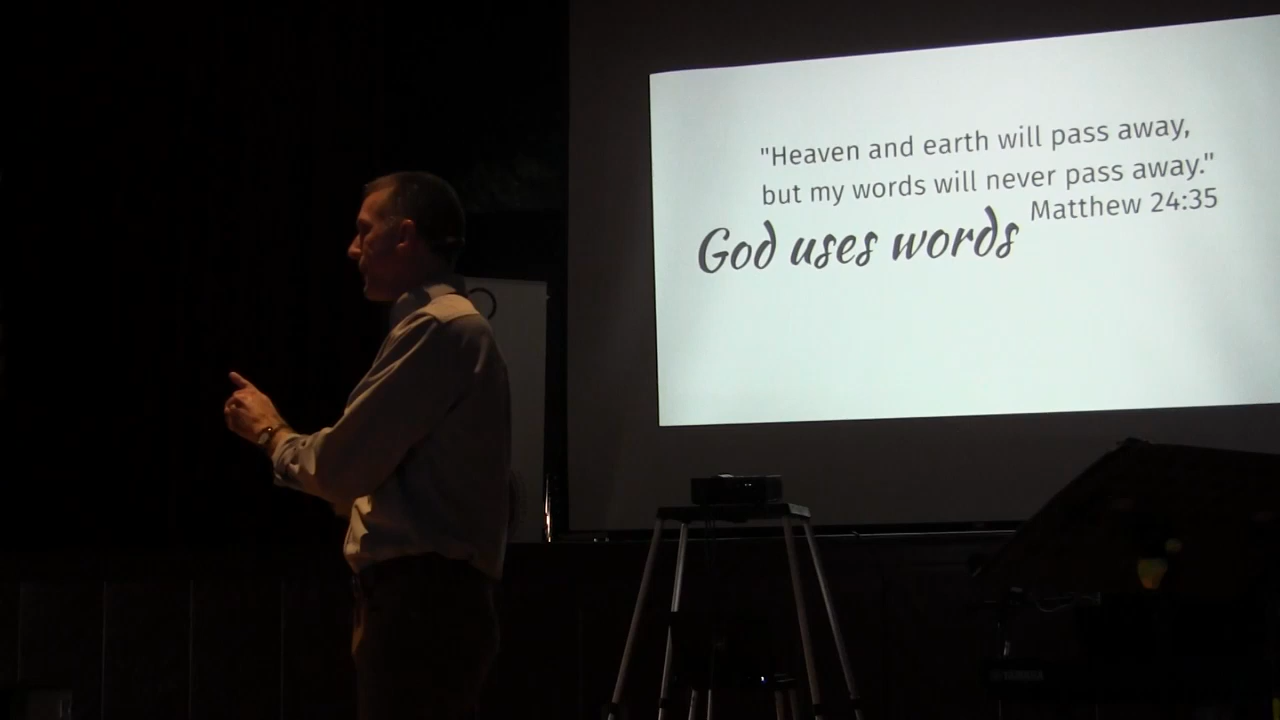 "Heaven and earth will pass away,
but my words will never pass away."
Matthew 24:35
God uses words